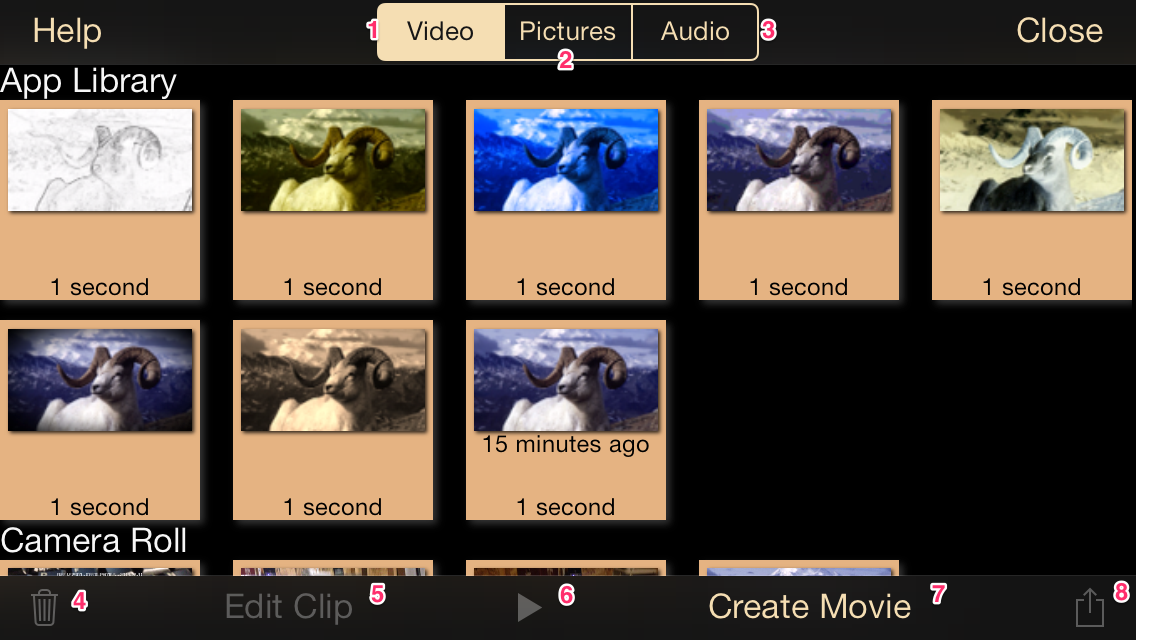 Help 1 Video Pictures Audio 3 Close
2
App Library
1 second 1 second 1 second 1 second 1 second
15 minutes ago
1 second 1 second 1 second
Camera Roll
4 Edit Clip 5 6 Create Movie 7 8